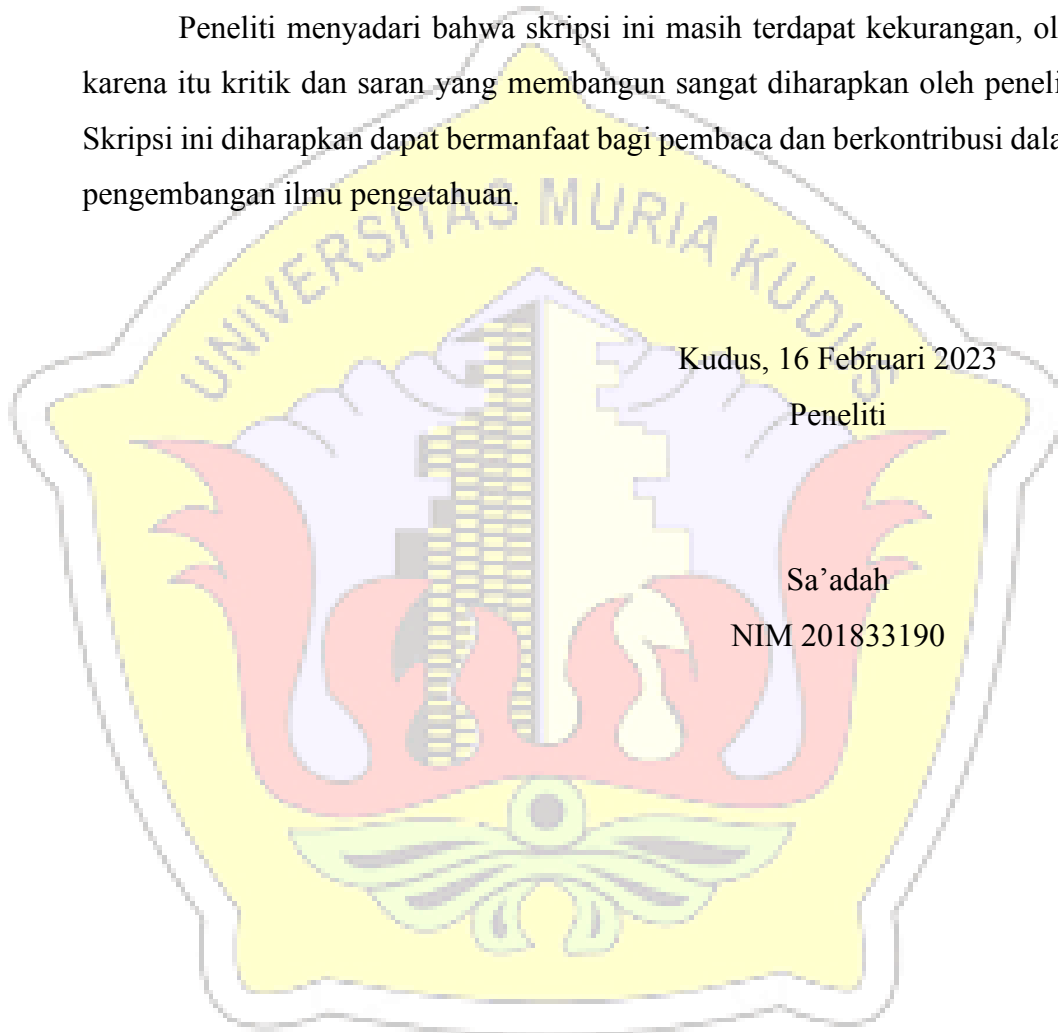 Peneliti menyadari bahwa skripsi ini masih terdapat kekurangan, ol
karena itu kritik dan saran yang membangun sangat diharapkan oleh peneli
Skripsi ini diharapkan dapat bermanfaat bagi pembaca dan berkontribusi dala
pengembangan ilmu pengetahuan.
UNIVERSITAS MURIA KUDUS
Kudus, 16 Februari 2023
Peneliti
Sa’adah
NIM 201833190